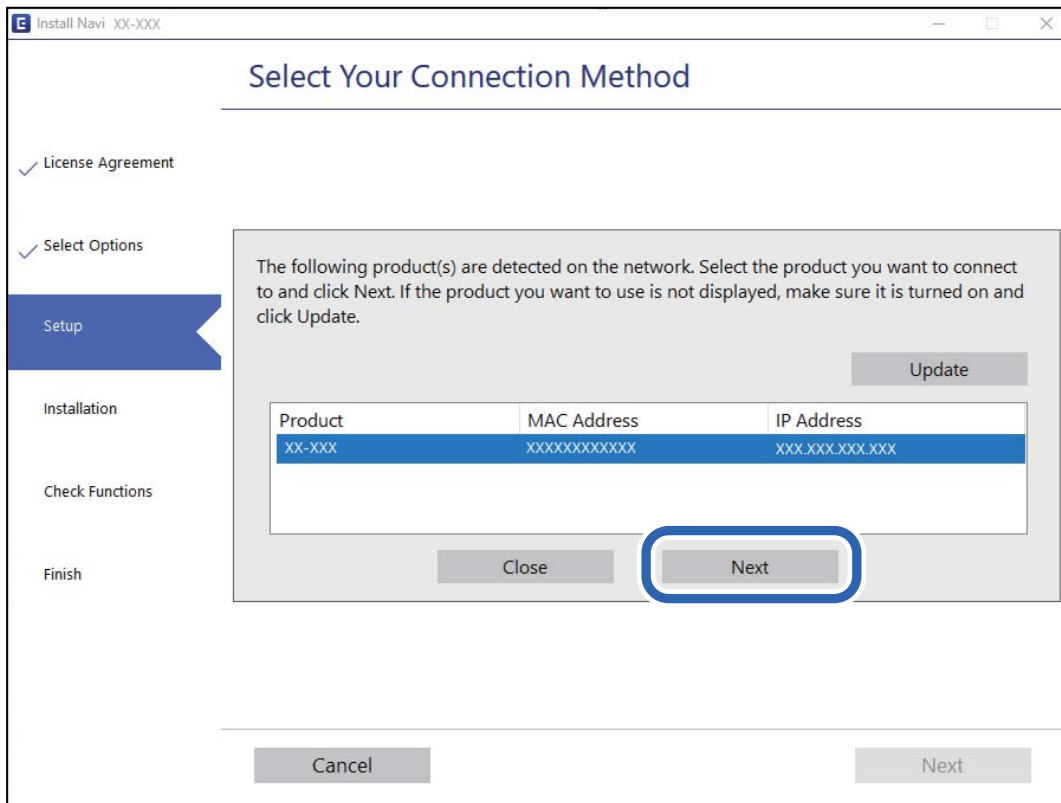 E Install Navi XX-XXX
Select Your Connection Method
License Agreement
Select Options
Setup
Installation
Check Functions
Finish
The following product(s) are detected on the network. Select the product you want to connect
to and click Next. If the product you want to use is not displayed, make sure it is turned on and
click Update.
Update
Product MAC Address IP Address
XX-XXX XXXXXXXXXXXX XXX.XXX.XXX.XXX
Close Next
Cancel Next